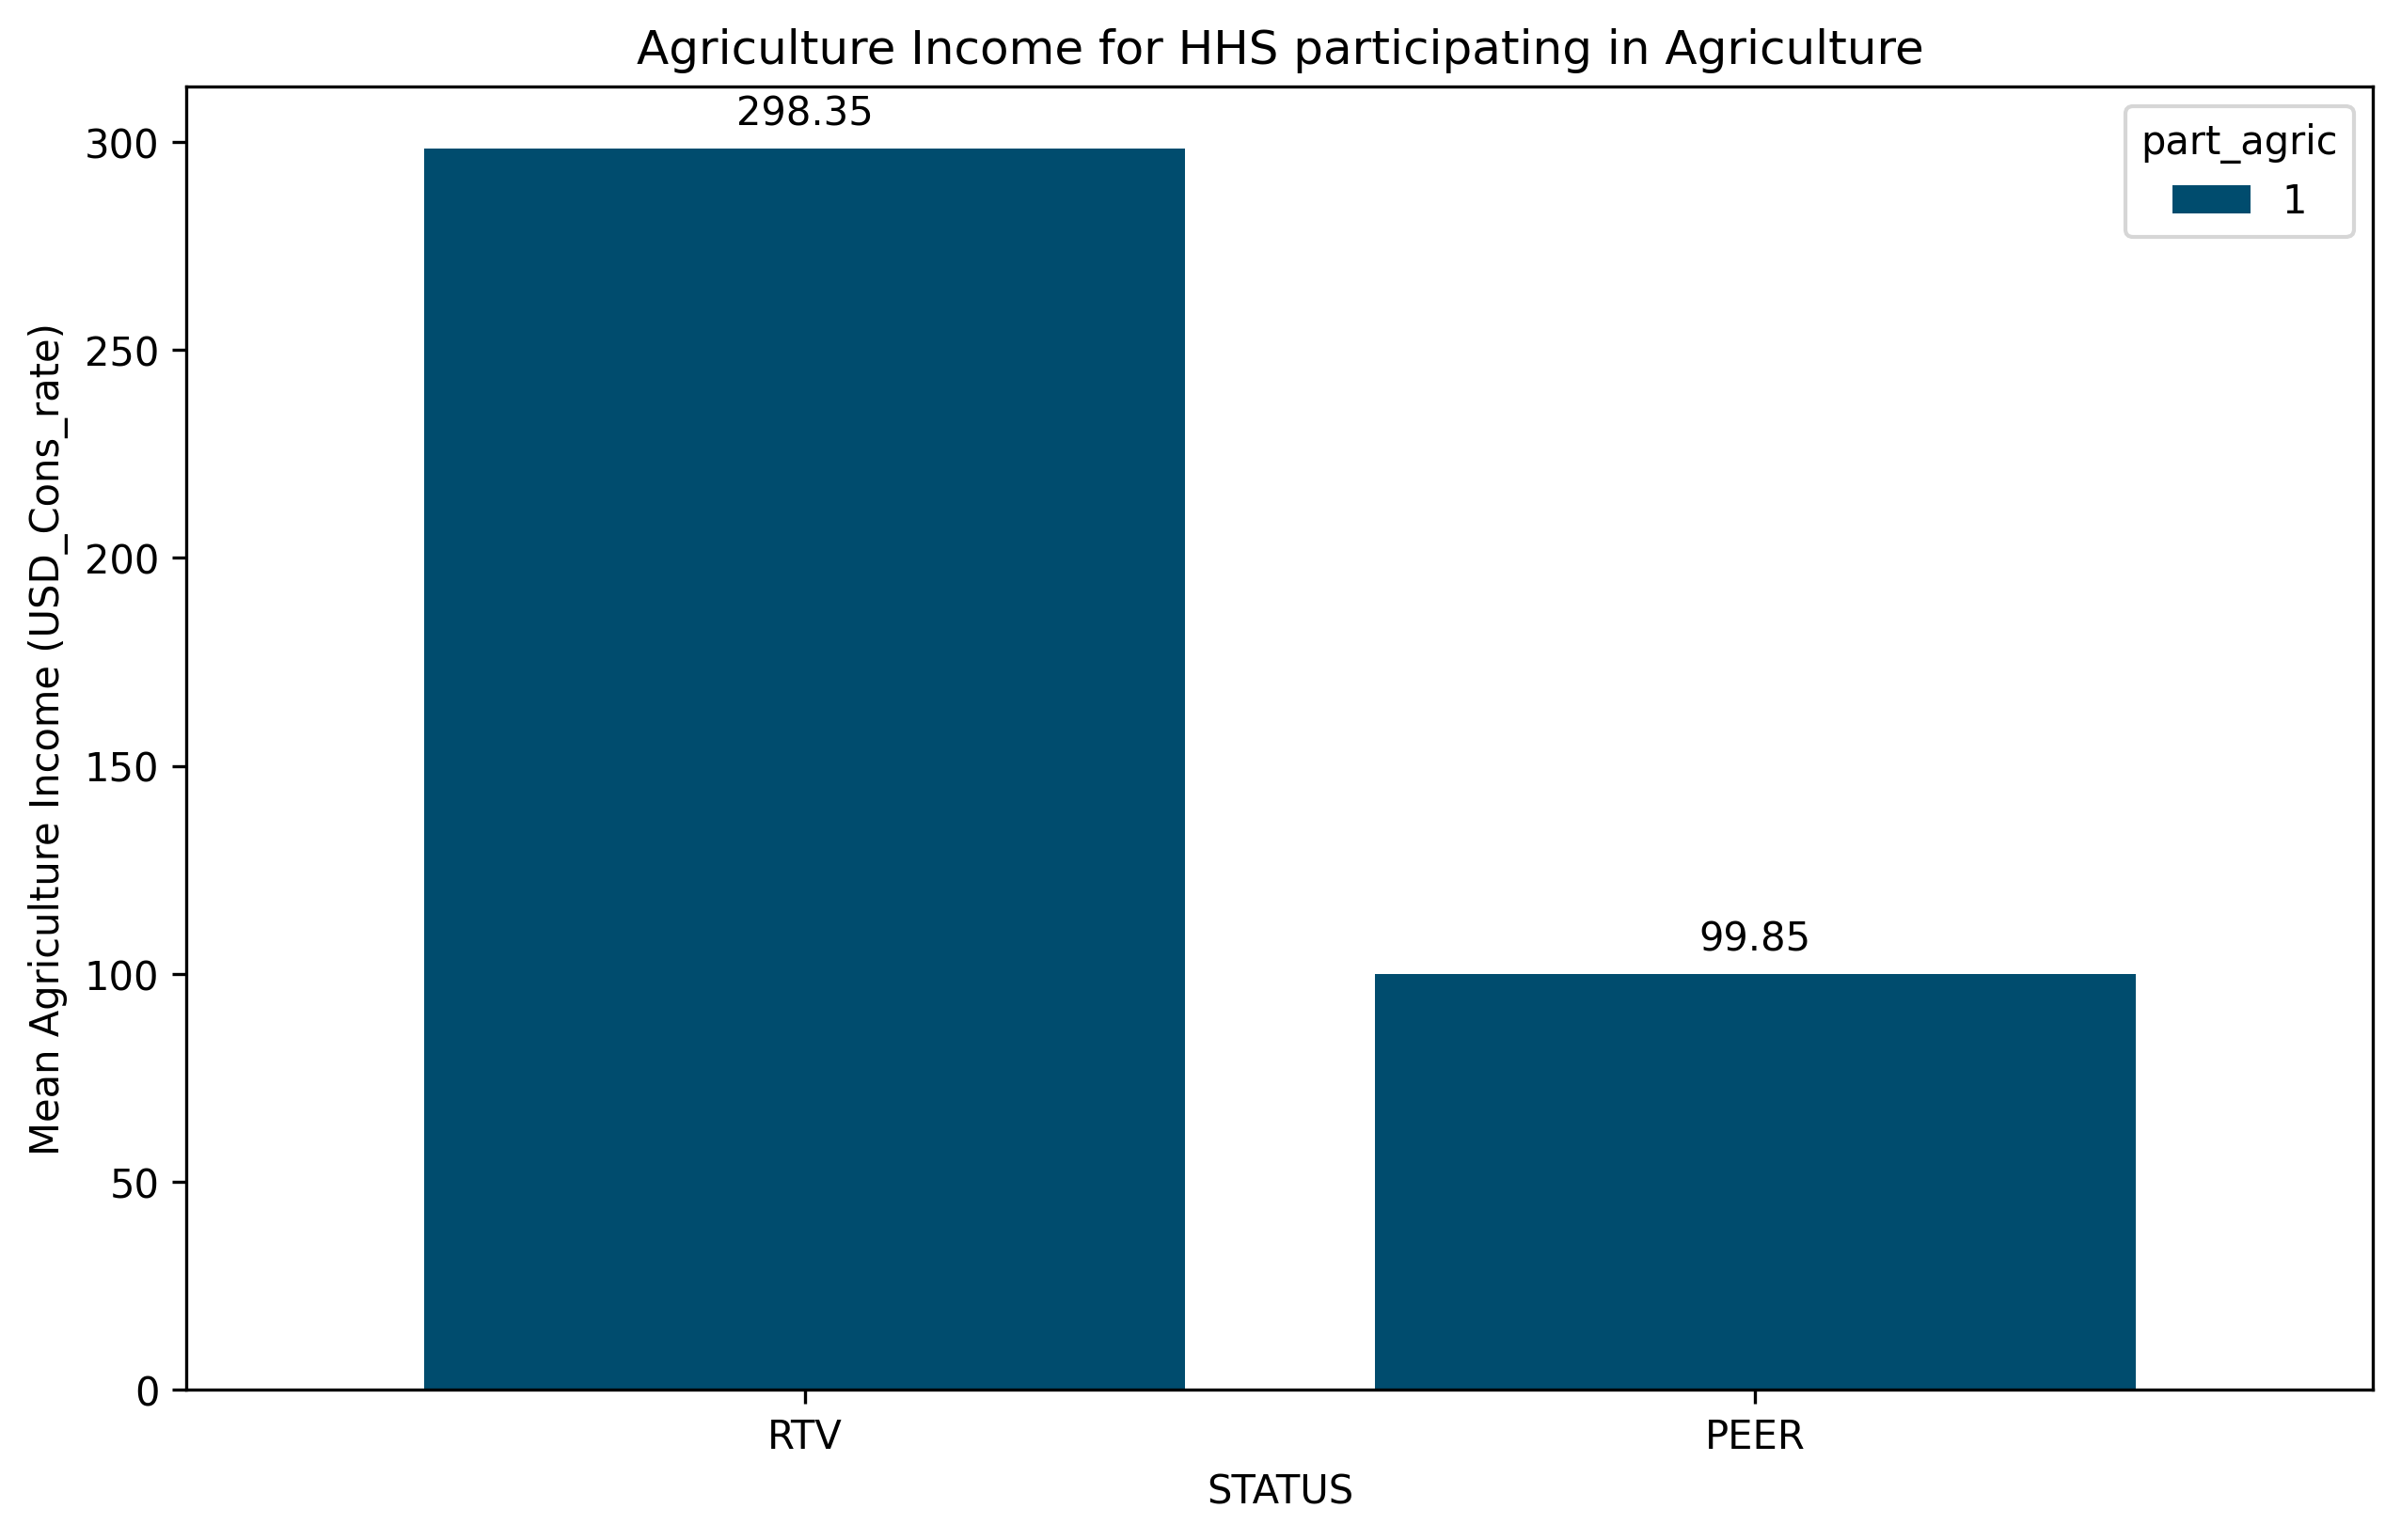 Agriculture Income for HHS participating in Agriculture
298.35
part_agric
1
300
250
200
150
100
50
0
Mean Agriculture Income (USD_Cons_rate)
99.85
RTV
PEER
STATUS